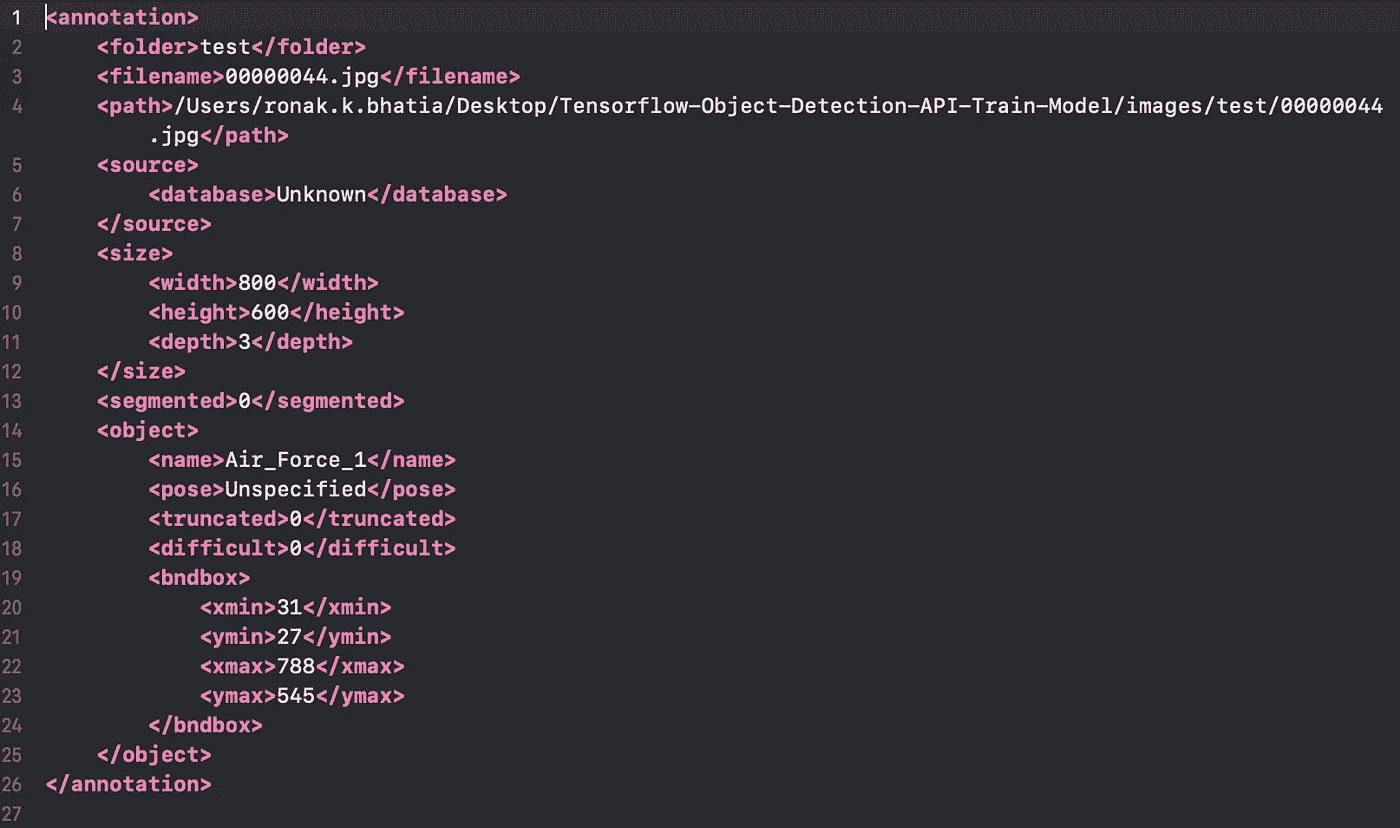 1 <annotation>
2     <folder>test</folder>
3     <filename>00000044.jpg</filename>
4     <path>/Users/ronak.k.bhatia/Desktop/Tensorflow-Object-Detection-API-Train-Model/images/test/00000044
        .jpg</path>
5     <source>
6         <database>Unknown</database>
7     </source>
8     <size>
9         <width>800</width>
10         <height>600</height>
11         <depth>3</depth>
12     </size>
13     <segmented>0</segmented>
14     <object>
15         <name>Air_Force_1</name>
16         <pose>Unspecified</pose>
17         <truncated>0</truncated>
18         <difficult>0</difficult>
19         <bndbox>
20             <xmin>31</xmin>
21             <ymin>27</ymin>
22             <xmax>788</xmax>
23             <ymax>545</ymax>
24         </bndbox>
25     </object>
26 </annotation>
27